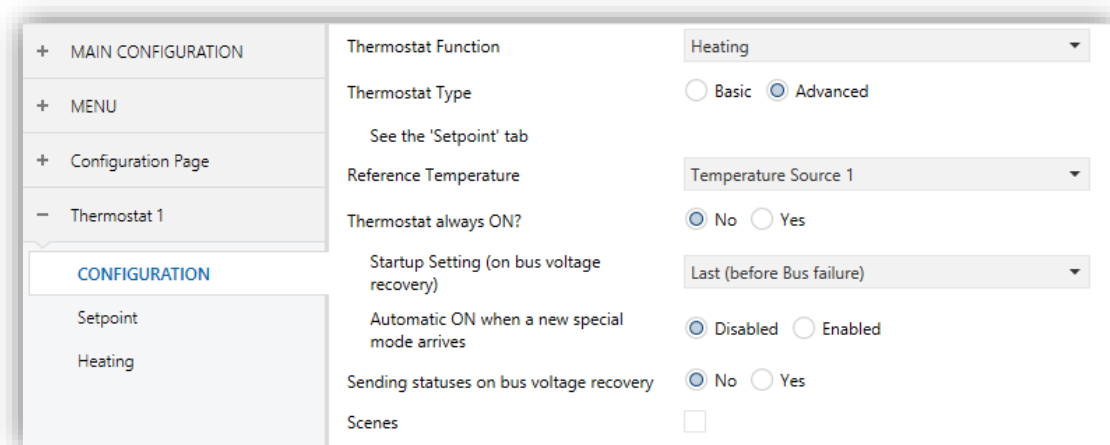 + MAIN CONFIGURATION
+ MENU
+ Configuration Page
− Thermostat 1
CONFIGURATION
Setpoint
Heating
Thermostat Function Heating
Thermostat Type Basic Advanced
See the 'Setpoint' tab
Reference Temperature Temperature Source 1
Thermostat always ON? No Yes
Startup Setting (on bus voltage
recovery) Last (before Bus failure)
Automatic ON when a new special
mode arrives Disabled Enabled
Sending statuses on bus voltage recovery No Yes
Scenes